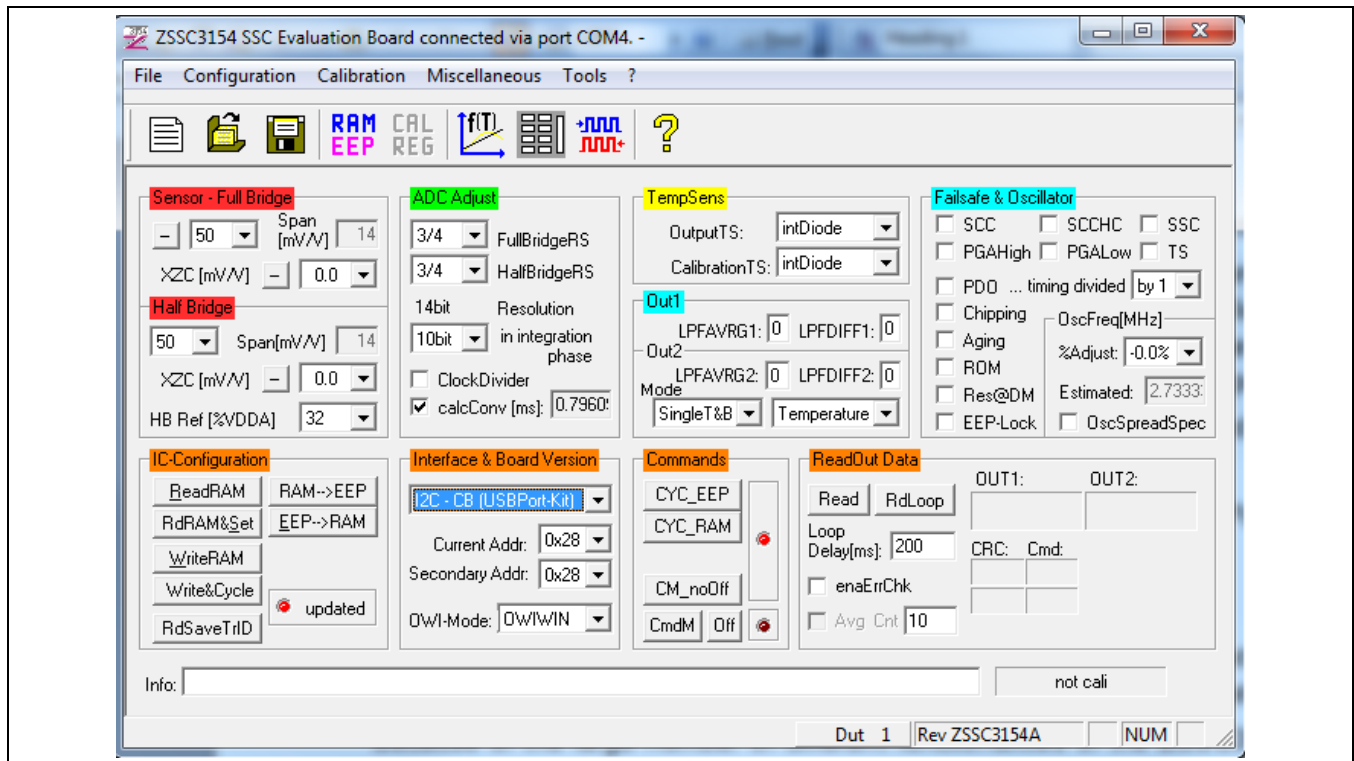 ZSSC3154 SSC Evaluation Board connected via port COM4. -
File Configuration Calibration Miscellaneous Tools ?
RAM EEP CAL REG f(T) ?
Sensor - Full Bridge
- 50 Span [mV/V] 14
XZC [mV/V] - 0.0
Half Bridge
50 Span[mV/V] 14
XZC [mV/V] - 0.0
HB Ref [%VDDA] 32
ADC Adjust
3/4 FullBridgeRS
3/4 HalfBridgeRS
14bit Resolution
10bit in integration
phase
ClockDivider
calcConv [ms]: 0.7960
TempSens
OutputTS: intDiode
CalibrationTS: intDiode
Out1
LPFAVRG1: 0 LPFDIFF1: 0
Out2
LPFAVRG2: 0 LPFDIFF2: 0
Mode
SingleT&B Temperature
Failsafe & Oscillator
SCC SCCHC SSC
PGAHigh PGALow TS
PDO ... timing divided by 1
Chipping
Aging
ROM
Res@DM
EEP-Lock
OscFreq[MHz]
%Adjust: -0.0%
Estimated: 2.7333
OscSpreadSpec
IC-Configuration
ReadRAM RAM-->EEP
RdRAM&Set EEP-->RAM
WriteRAM
Write&Cycle
updated
RdSaveTrID
Interface & Board Version
I2C - CB (USBPort-Kit)
Current Addr: 0x28
Secondary Addr: 0x28
OWI-Mode: OWIWIN
Commands
CYC_EEP
CYC_RAM
CM_noOff
CmdM Off
ReadOut Data
Read RdLoop
Loop
Delay[ms]: 200
enaErrChk
Avg Cnt 10
OUT1: OUT2:
CRC: Cmd:
Info:
not cali
Dut 1 Rev ZSSC3154A NUM